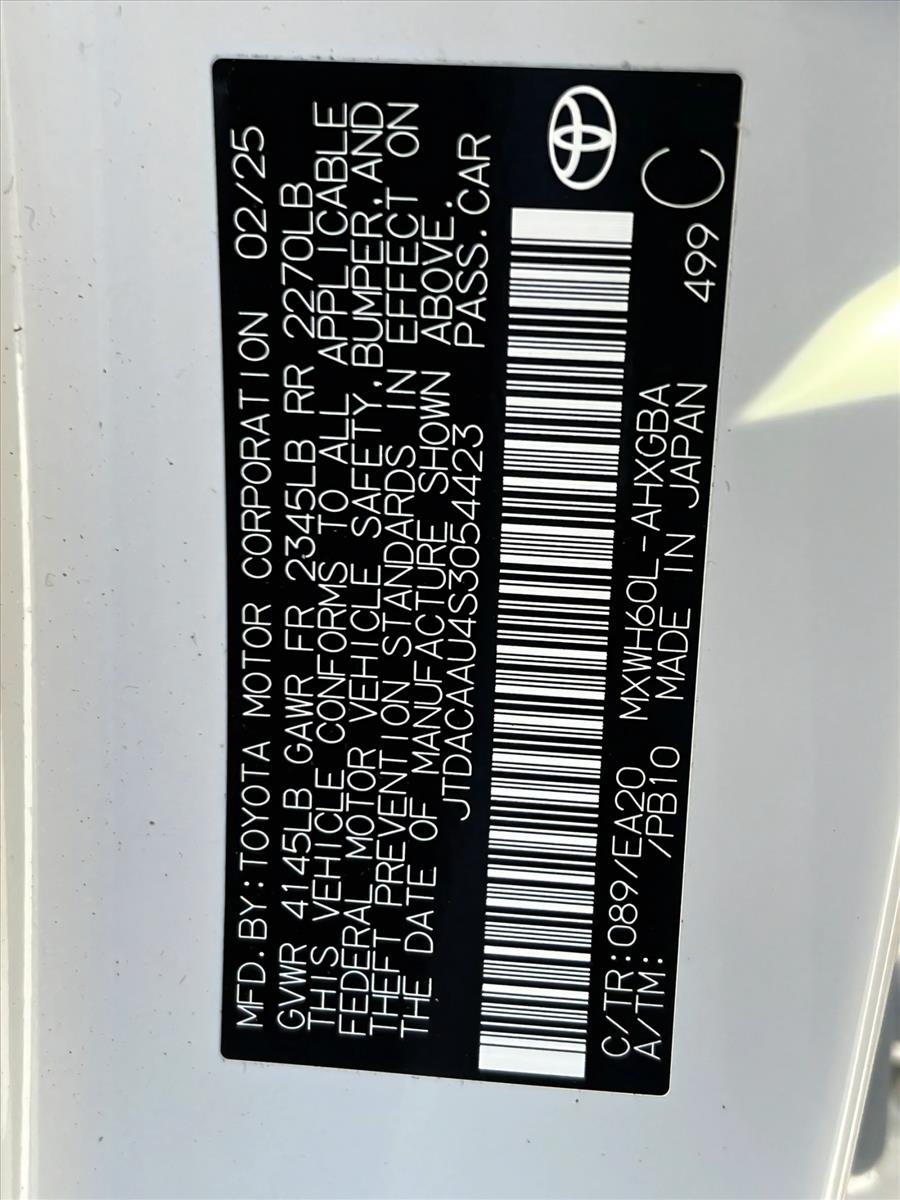 MFD.BY:TOYOTA MOTOR CORPORATION 02/25
GVWR 4145LB GAWR FR 2345LB RR 2270LB
THIS VEHICLE CONFORMS TO ALL APPLICABLE
FEDERAL MOTOR VEHICLE SAFETY,BUMPER,AND
THEFT PREVENTION STANDARDS IN EFFECT ON
THE DATE OF MANUFACTURE SHOWN ABOVE.
JTDACAAU4S3054423 PASS.CAR
C/TR:089/EA20 MXWH60L-AHXGBA 499 C
A/TM: /PB10 MADE IN JAPAN